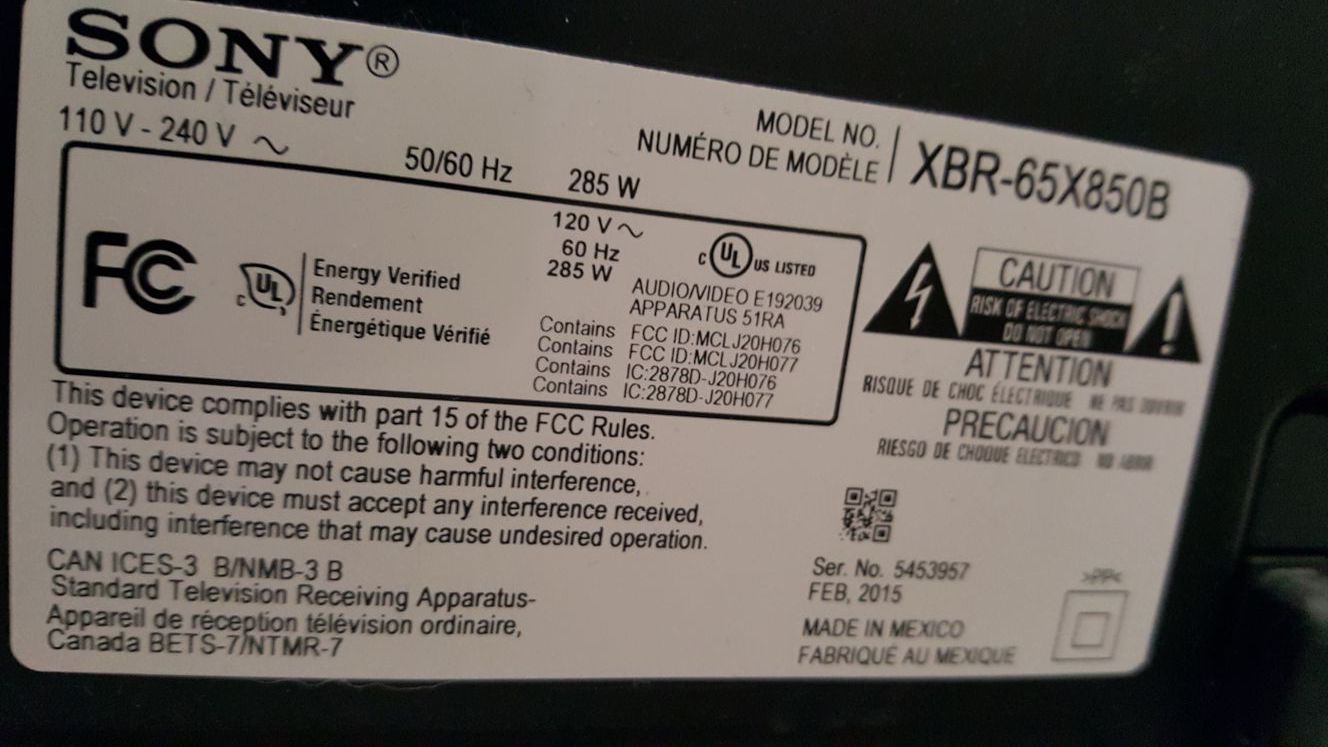 SONY®
Television / Téléviseur
110 V - 240 V ~ 50/60 Hz 285 W
MODEL NO.
NUMÉRO DE MODÈLE
XBR-65X850B
FC
c UL
Energy Verified
Rendement
Énergétique Vérifié
120 V ~
60 Hz
285 W
c UL US LISTED
AUDIO/VIDEO E192039
APPARATUS 51RA
Contains FCC ID:MCLJ20H076
Contains FCC ID:MCLJ20H077
Contains IC:2878D-J20H076
Contains IC:2878D-J20H077
CAUTION
RISK OF ELECTRIC SHOCK
DO NOT OPEN
ATTENTION
RISQUE DE CHOC ÉLECTRIQUE NE PAS OUVRIR
PRECAUCION
RIESGO DE CHOQUE ELECTRICO NO ABRIR
This device complies with part 15 of the FCC Rules.
Operation is subject to the following two conditions:
(1) This device may not cause harmful interference,
and (2) this device must accept any interference received,
including interference that may cause undesired operation.
CAN ICES-3 B/NMB-3 B
Standard Television Receiving Apparatus-
Appareil de réception télévision ordinaire,
Canada BETS-7/NTMR-7
Ser. No. 5453957
FEB, 2015
MADE IN MEXICO
FABRIQUÉ AU MEXIQUE
>PP<